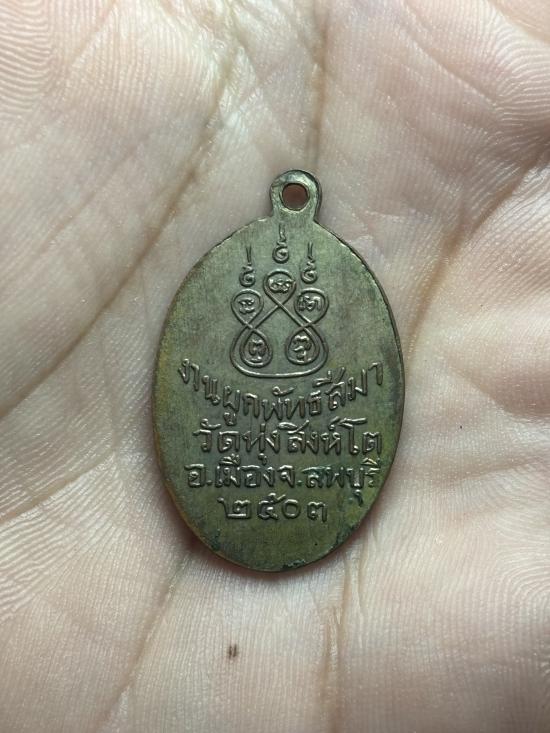 งานผูกพัทธสีมา
วัดทุ่งสิงห์โต
อ.เมืองจ.ลพบุรี
๒๕๐๓